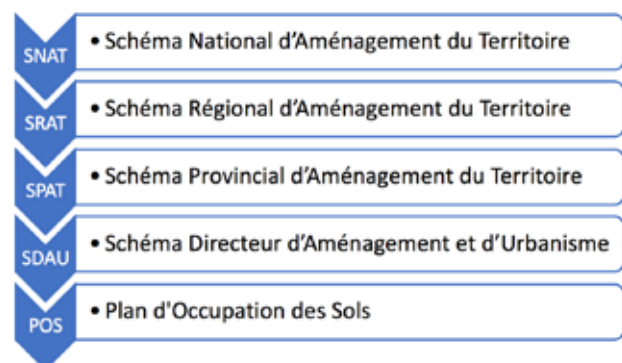 SNAT • Schéma National d’Aménagement du Territoire
SRAT • Schéma Régional d’Aménagement du Territoire
SPAT • Schéma Provincial d’Aménagement du Territoire
SDAU • Schéma Directeur d’Aménagement et d’Urbanisme
POS • Plan d'Occupation des Sols